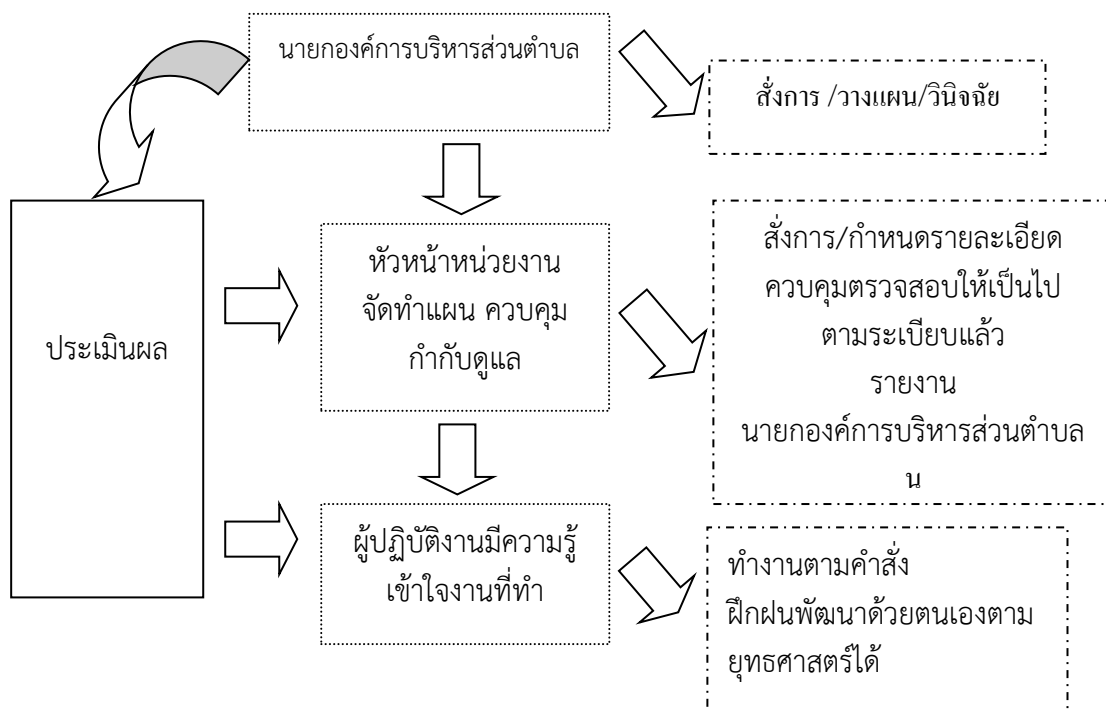 นายกองค์การบริหารส่วนตำบล
สั่งการ /วางแผน/วินิจฉัย
ประเมินผล
หัวหน้าหน่วยงาน
จัดทำแผน ควบคุม
กำกับดูแล
สั่งการ/กำหนดรายละเอียด
ควบคุมตรวจสอบให้เป็นไป
ตามระเบียบแล้ว
รายงาน
นายกองค์การบริหารส่วนตำบล
น
ผู้ปฏิบัติงานมีความรู้
เข้าใจงานที่ทำ
ทำงานตามคำสั่ง
ฝึกฝนพัฒนาด้วยตนเองตาม
ยุทธศาสตร์ได้